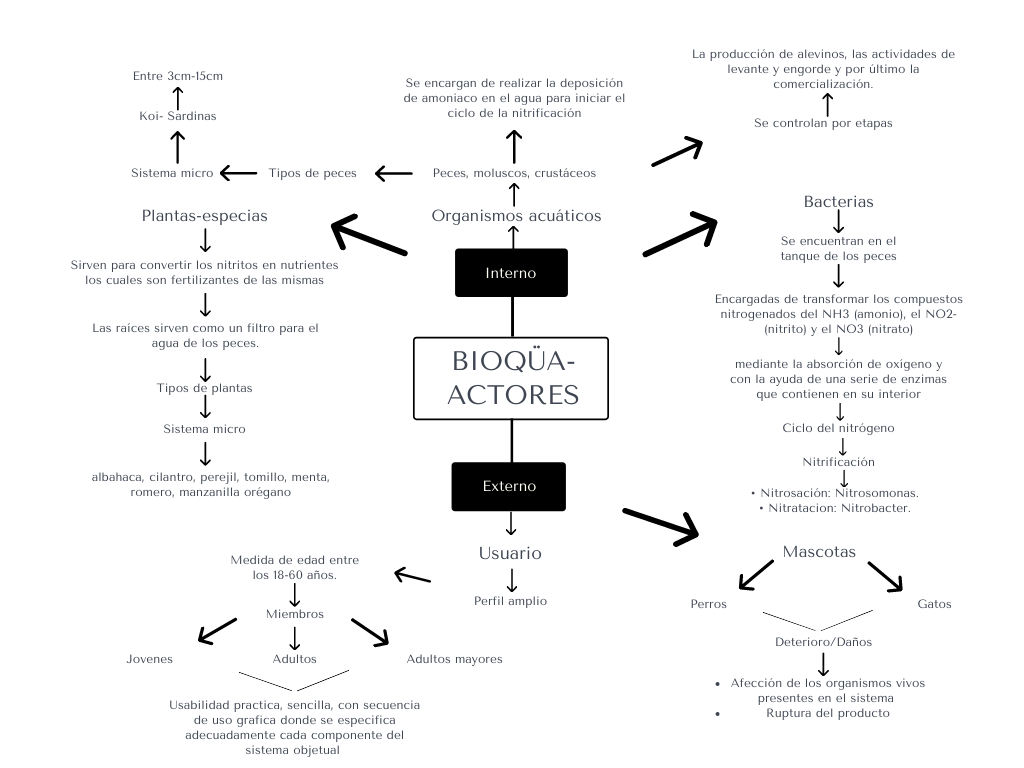 La producción de alevinos, las actividades de
levante y engorde y por último la
comercialización.
Se controlan por etapas
Entre 3cm-15cm
Koi- Sardinas
Sistema micro
Tipos de peces
Se encargan de realizar la deposición
de amoniaco en el agua para iniciar el
ciclo de la nitrificación
Peces, moluscos, crustáceos
Organismos acuáticos
Interno
BIOQÜA-
ACTORES
Externo
Plantas-especias
Sirven para convertir los nitritos en nutrientes
los cuales son fertilizantes de las mismas
Las raíces sirven como un filtro para el
agua de los peces.
Tipos de plantas
Sistema micro
albahaca, cilantro, perejil, tomillo, menta,
romero, manzanilla orégano
Bacterias
Se encuentran en el
tanque de los peces
Encargadas de transformar los compuestos
nitrogenados del NH3 (amonio), el NO2-
(nitrito) y el NO3 (nitrato)
mediante la absorción de oxígeno y
con la ayuda de una serie de enzimas
que contienen en su interior
Ciclo del nitrógeno
Nitrificación
• Nitrosación: Nitrosomonas.
• Nitratacion: Nitrobacter.
Usuario
Perfil amplio
Medida de edad entre
los 18-60 años.
Miembros
Jovenes
Adultos
Adultos mayores
Usabilidad practica, sencilla, con secuencia
de uso grafica donde se especifica
adecuadamente cada componente del
sistema objetual
Mascotas
Perros
Gatos
Deterioro/Daños
• Afección de los organismos vivos
presentes en el sistema
• Ruptura del producto